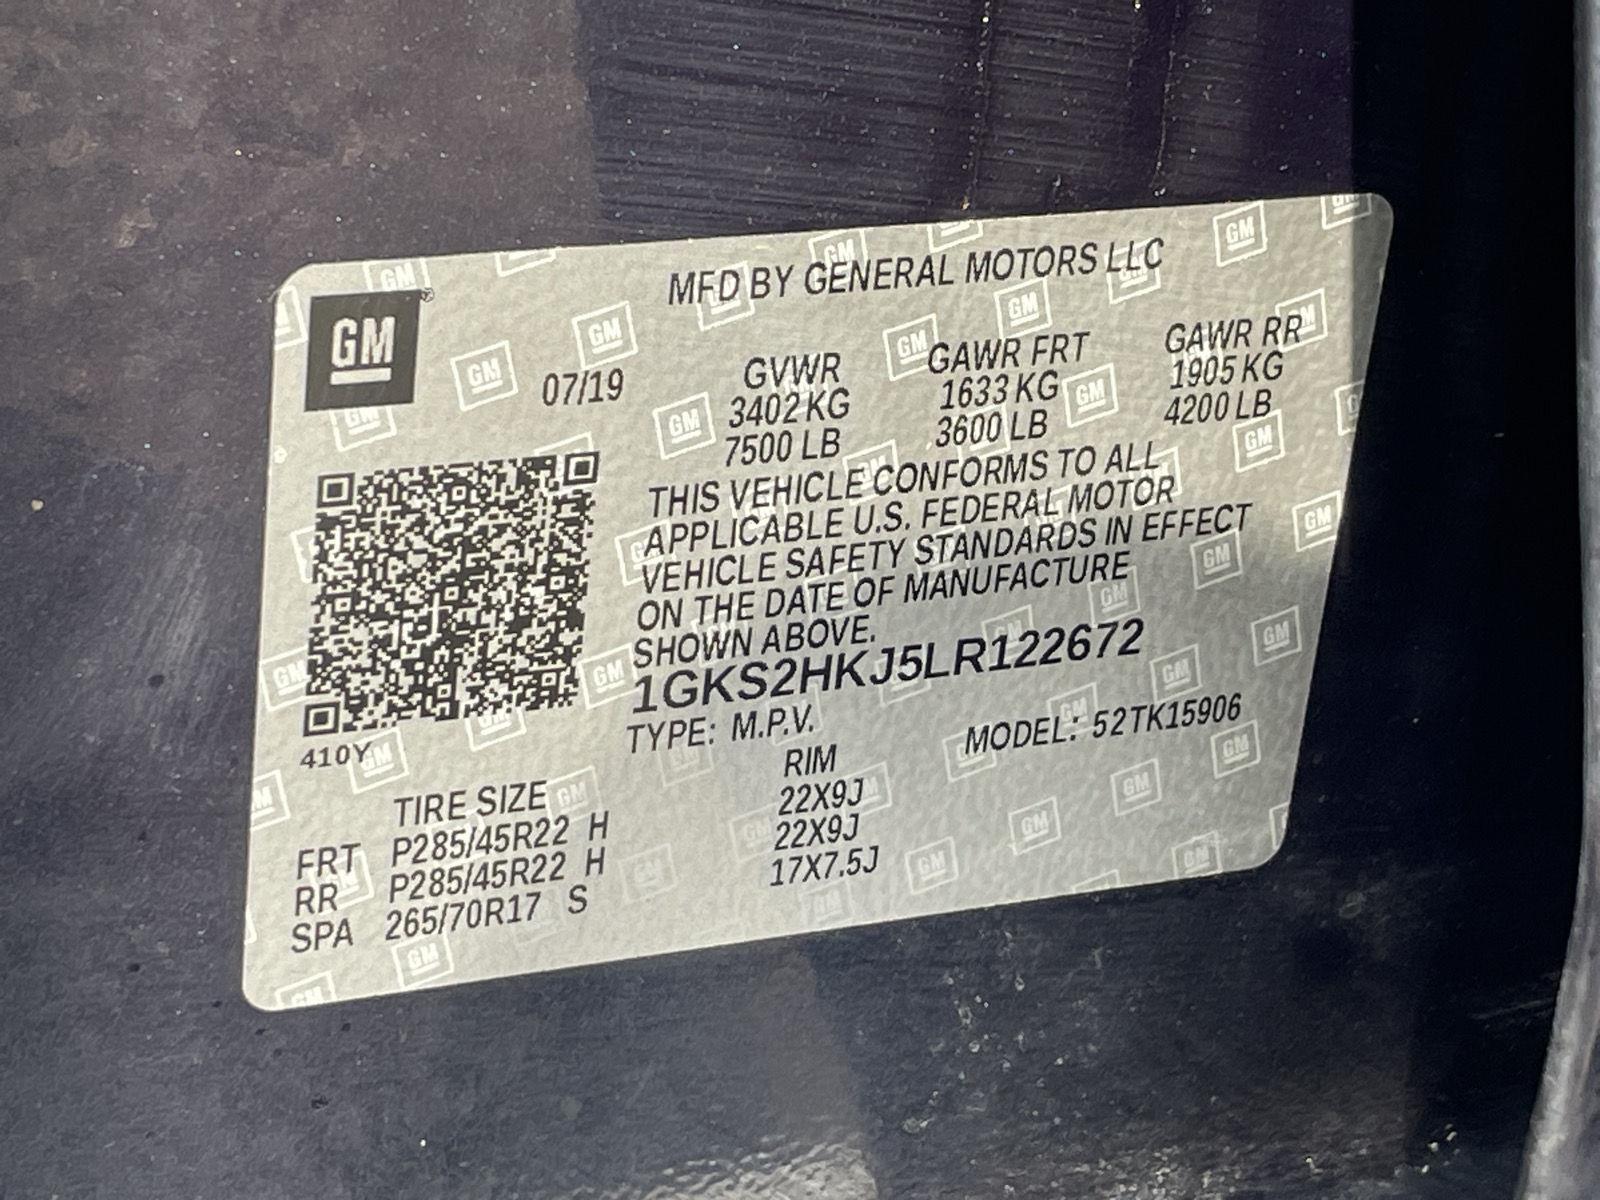 MFD BY GENERAL MOTORS LLC
GM
07/19
GVWR GAWR FRT GAWR RR
3402 KG 1633 KG 1905 KG
7500 LB 3600 LB 4200 LB
THIS VEHICLE CONFORMS TO ALL
APPLICABLE U.S. FEDERAL MOTOR
VEHICLE SAFETY STANDARDS IN EFFECT
ON THE DATE OF MANUFACTURE
SHOWN ABOVE.
1GKS2HKJ5LR122672
TYPE: M.P.V. MODEL: 52TK15906
410Y
TIRE SIZE RIM
FRT P285/45R22 H 22X9J
RR P285/45R22 H 22X9J
SPA 265/70R17 S 17X7.5J